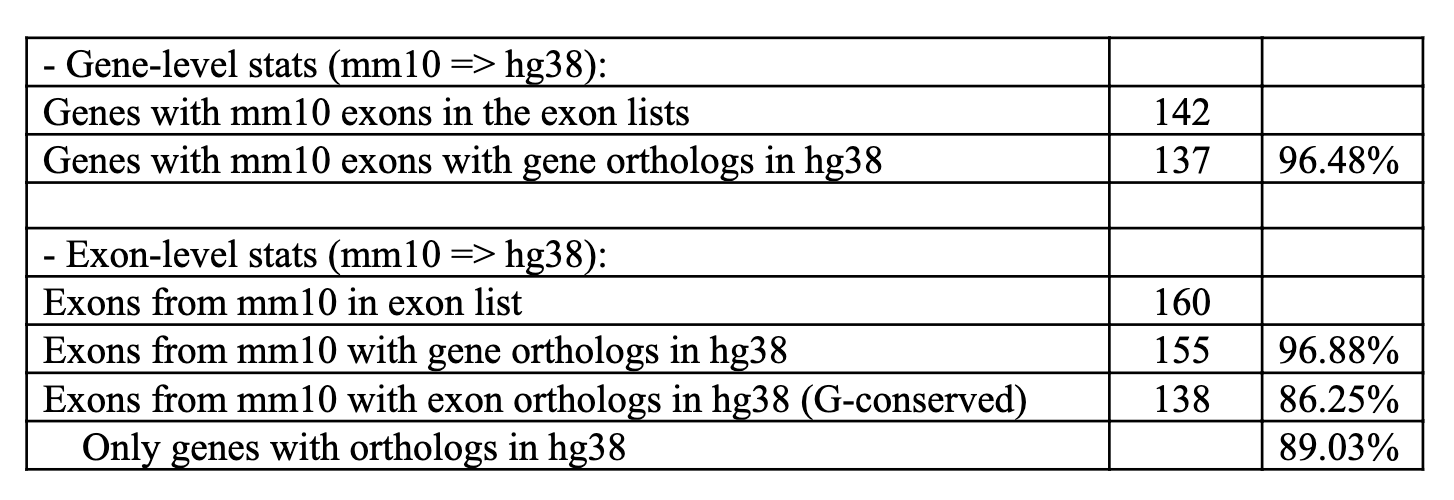 - Gene-level stats (mm10 => hg38):
Genes with mm10 exons in the exon lists 142
Genes with mm10 exons with gene orthologs in hg38 137 96.48%
- Exon-level stats (mm10 => hg38):
Exons from mm10 in exon list 160
Exons from mm10 with gene orthologs in hg38 155 96.88%
Exons from mm10 with exon orthologs in hg38 (G-conserved) 138 86.25%
Only genes with orthologs in hg38 89.03%